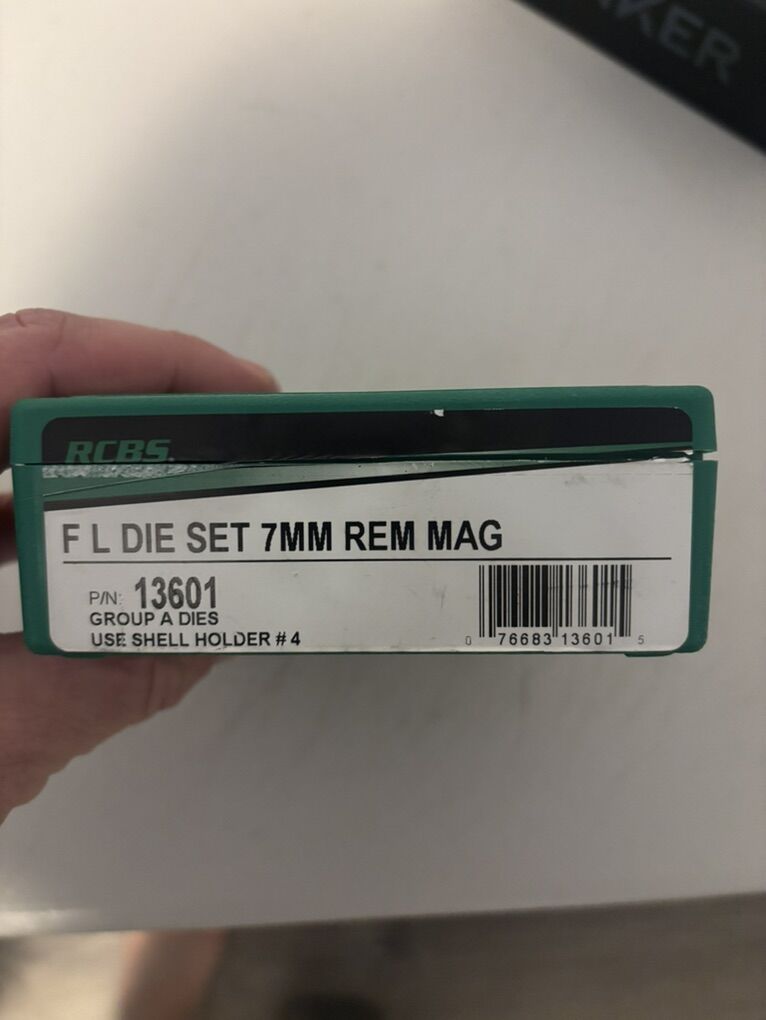 RCBS.
F L DIE SET 7MM REM MAG
P/N: 13601
GROUP A DIES
USE SHELL HOLDER # 4
0 76683 13601 5